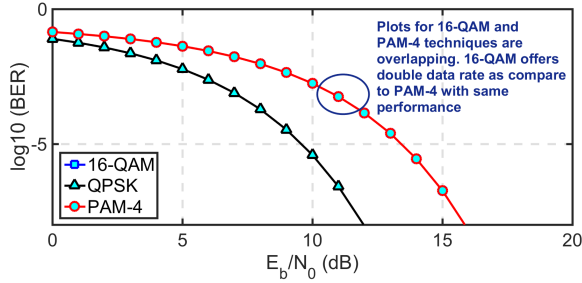 0
Plots for 16-QAM and
PAM-4 techniques are
overlapping. 16-QAM offers
double data rate as compare
to PAM-4 with same
performance
log10 (BER)
-5
16-QAM
QPSK
PAM-4
0 5 10 15 20
E_b/N_0 (dB)